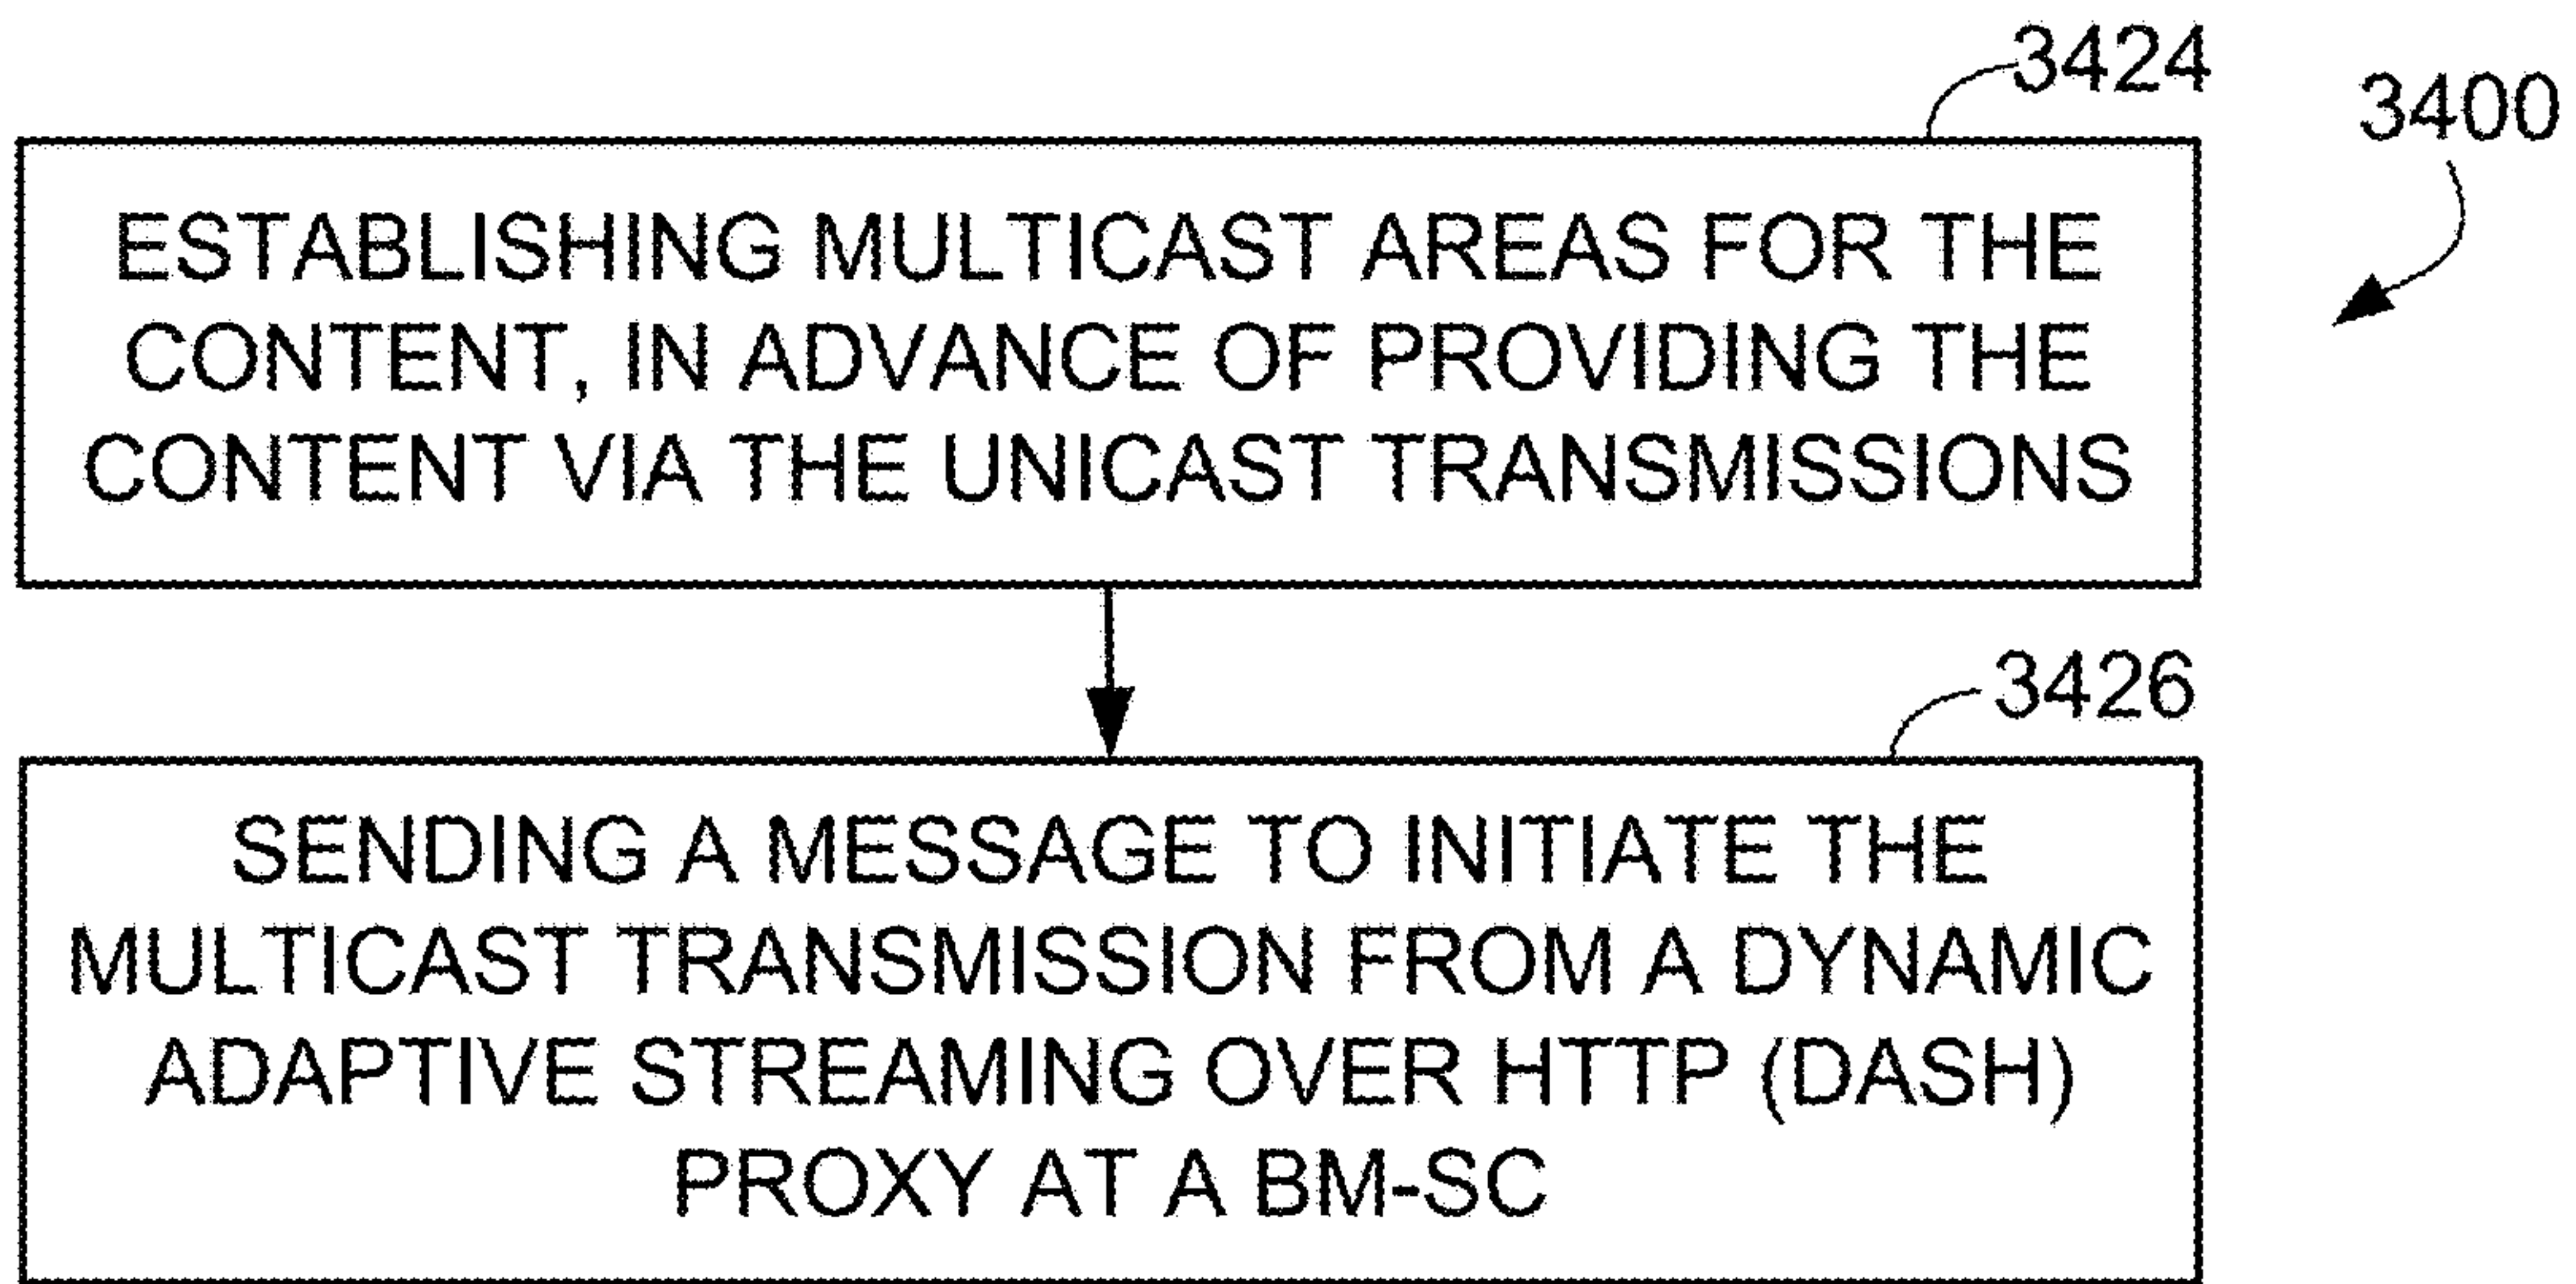 3424
3400
ESTABLISHING MULTICAST AREAS FOR THE
CONTENT, IN ADVANCE OF PROVIDING THE
CONTENT VIA THE UNICAST TRANSMISSIONS
3426
SENDING A MESSAGE TO INITIATE THE
MULTICAST TRANSMISSION FROM A DYNAMIC
ADAPTIVE STREAMING OVER HTTP (DASH)
PROXY AT A BM-SC